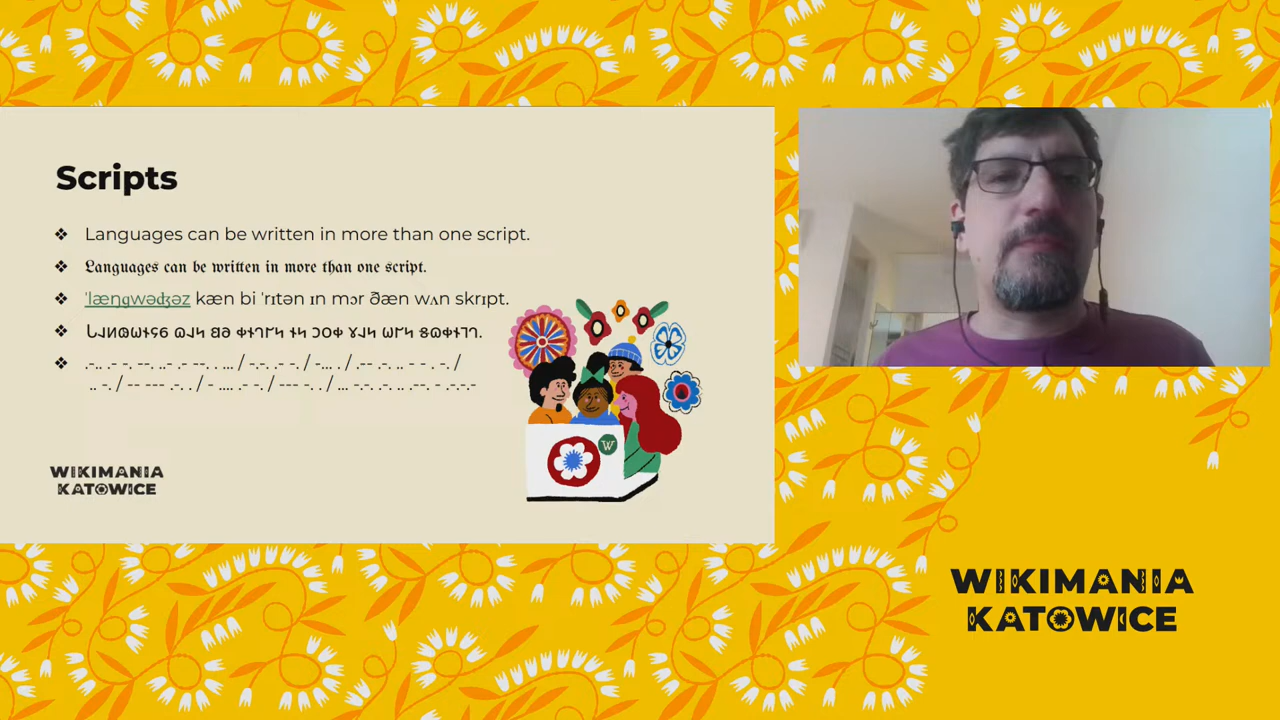 Scripts
❖ Languages can be written in more than one script.
❖ Languages can be written in more than one script.
❖ ˈlæŋɡwəʤəz kæn bi ˈrɪtən ɪn mɔr ðæn wʌn skrɪpt.
❖ .-.. .- -. --. ..- .- --. . ... / -.-. .- -. / -... . / .-- .-. .. - - . -. /
.. -. / -- --- .-. . / - .... .- -. / --- -. . / ... -.-. .-. .. .--. - .-.-.-
W
WIKIMANIA
KATOWICE
WIKIMANIA
KATOWICE